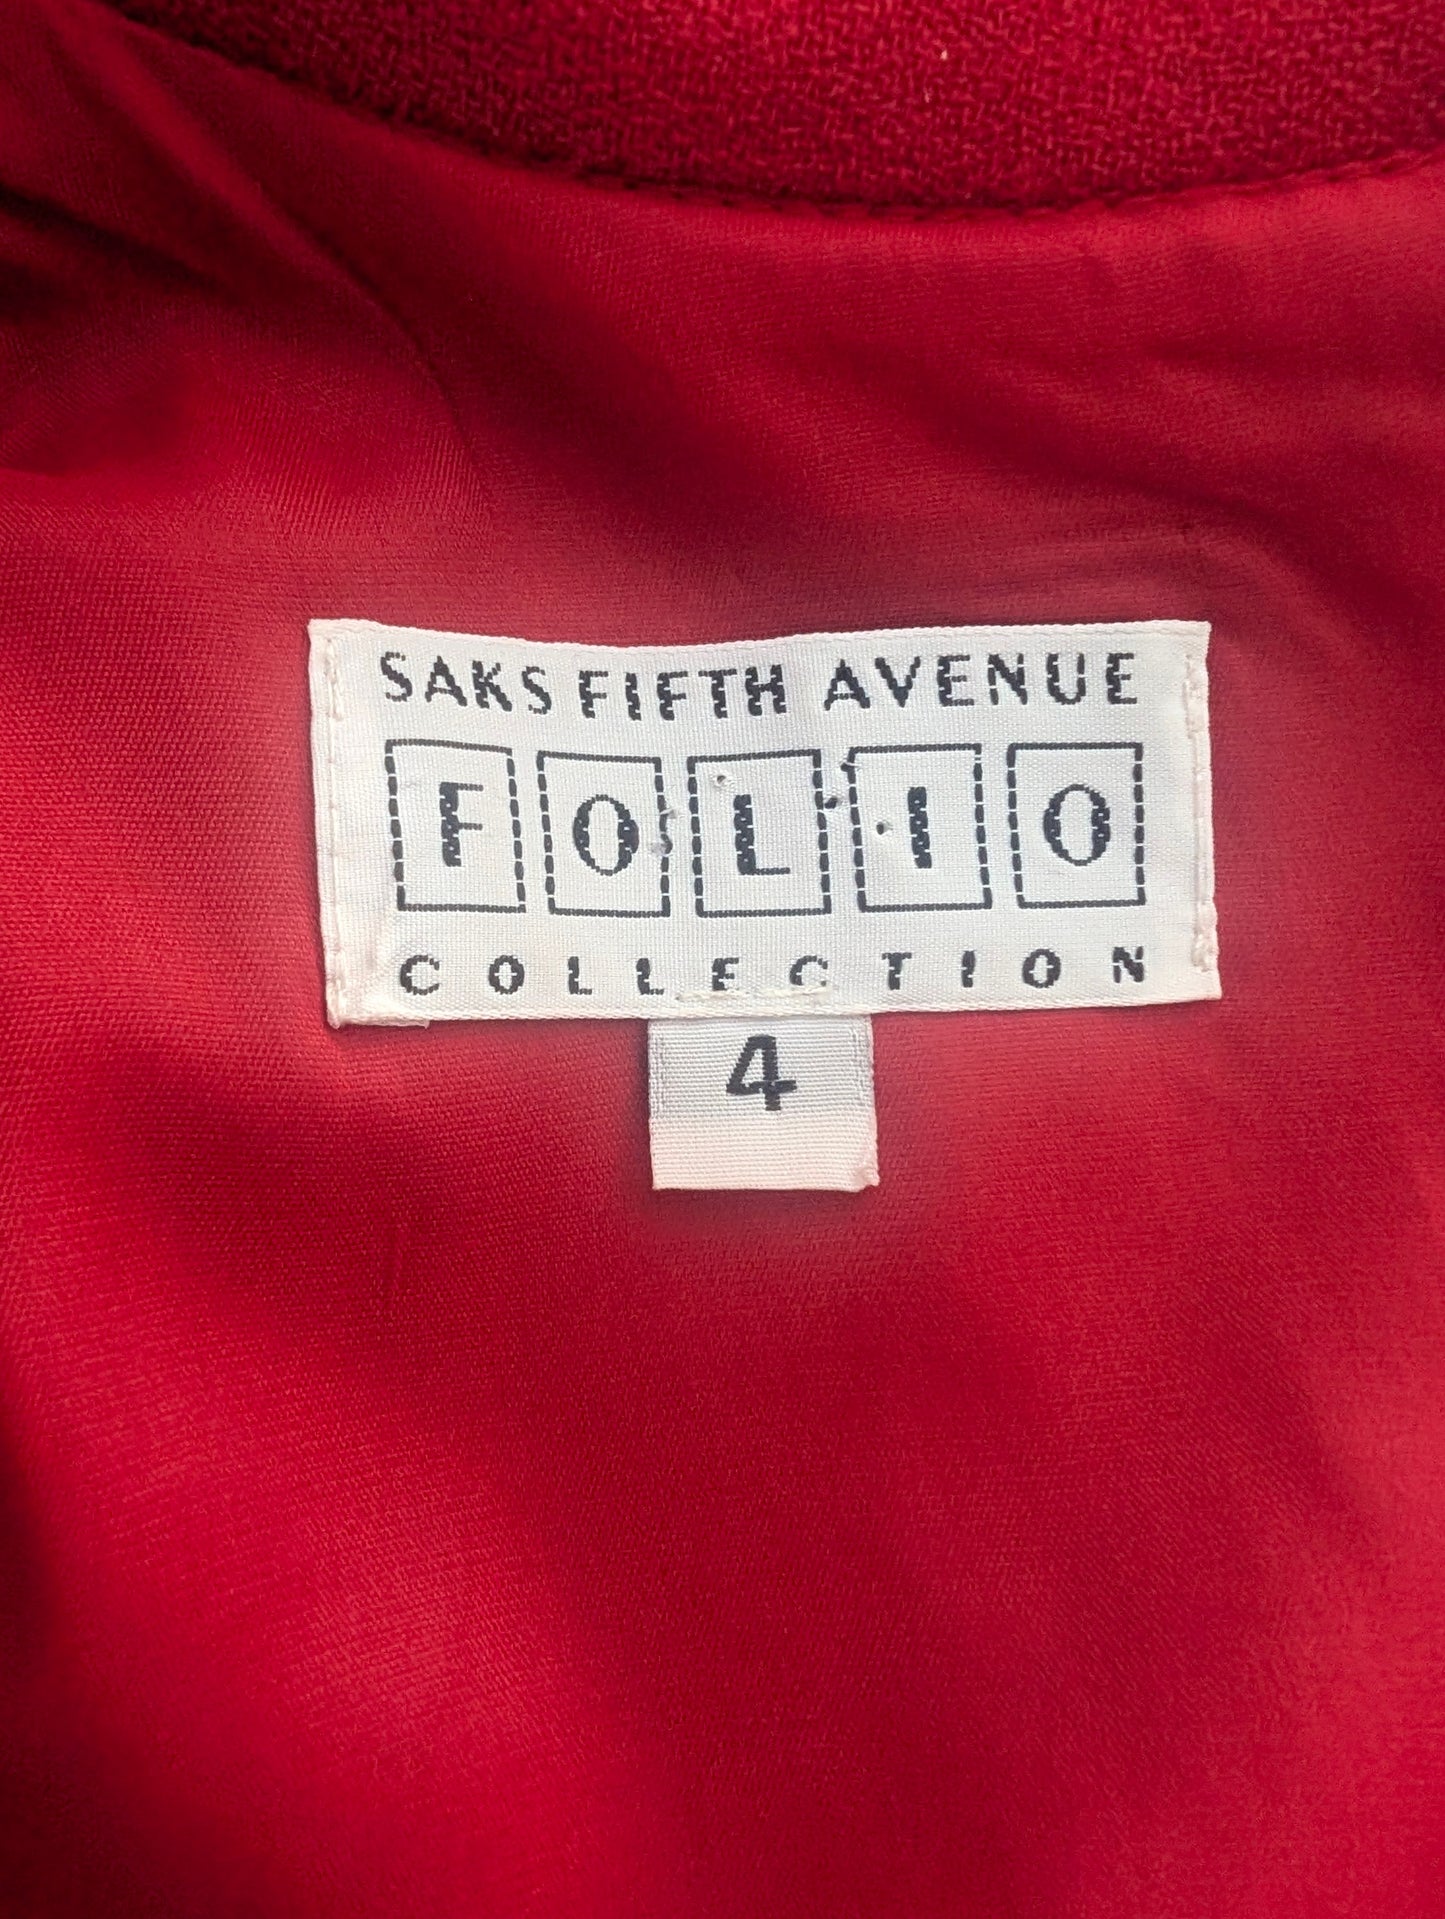 SAKS FIFTH AVENUE
FOLIO
COLLECTION
4